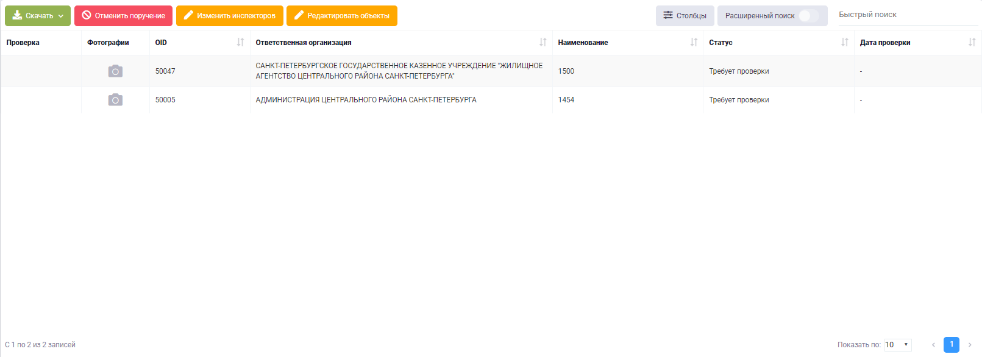 Скачать Отменить поручение Изменить инспекторов Редактировать объекты Столбцы Расширенный поиск Быстрый поиск
Проверка Фотографии OID Ответственная организация Наименование Статус Дата проверки
50047 САНКТ-ПЕТЕРБУРГСКОЕ ГОСУДАРСТВЕННОЕ КАЗЕННОЕ УЧРЕЖДЕНИЕ "ЖИЛИЩНОЕ 1500 Требует проверки -
АГЕНТСТВО ЦЕНТРАЛЬНОГО РАЙОНА САНКТ-ПЕТЕРБУРГА"
50005 АДМИНИСТРАЦИЯ ЦЕНТРАЛЬНОГО РАЙОНА САНКТ-ПЕТЕРБУРГА 1454 Требует проверки -
С 1 по 2 из 2 записей Показать по: 10 ‹ 1 ›